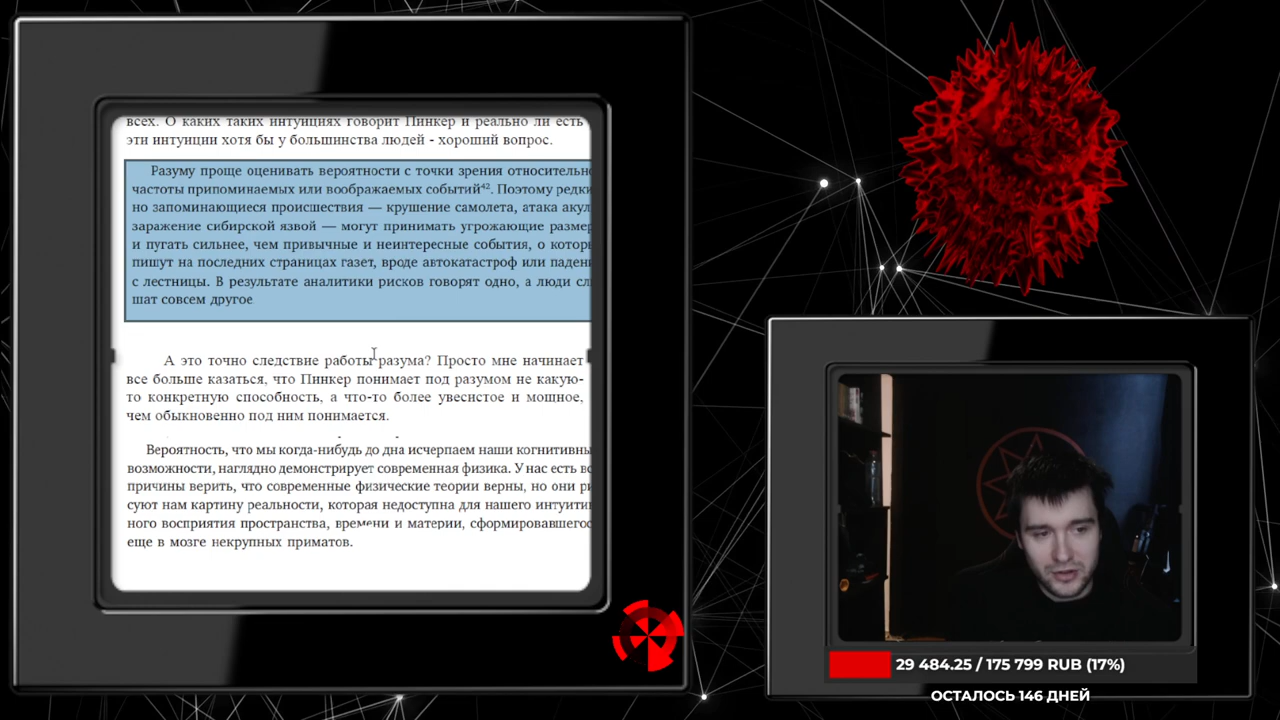 всех. О каких таких интуициях говорит Пинкер и реально ли есть
эти интуиции хотя бы у большинства людей - хороший вопрос.
Разуму проще оценивать вероятности с точки зрения относительно
частоты припоминаемых или воображаемых событий⁴². Поэтому редки
но запоминающиеся происшествия — крушение самолета, атака акул
заражение сибирской язвой — могут принимать угрожающие размер
и пугать сильнее, чем привычные и неинтересные события, о которы
пишут на последних страницах газет, вроде автокатастроф или паден
с лестницы. В результате аналитики рисков говорят одно, а люди сл
шат совсем другое
А это точно следствие работы разума? Просто мне начинает
все больше казаться, что Пинкер понимает под разумом не какую-
то конкретную способность, а что-то более увесистое и мощное,
чем обыкновенно под ним понимается.
Вероятность, что мы когда-нибудь до дна исчерпаем наши когнитивны
возможности, наглядно демонстрирует современная физика. У нас есть вс
причины верить, что современные физические теории верны, но они ри
суют нам картину реальности, которая недоступна для нашего интуити
ного восприятия пространства, времени и материи, сформировавшегос
еще в мозге некрупных приматов.
29 484.25 / 175 799 RUB (17%)
ОСТАЛОСЬ 146 ДНЕЙ